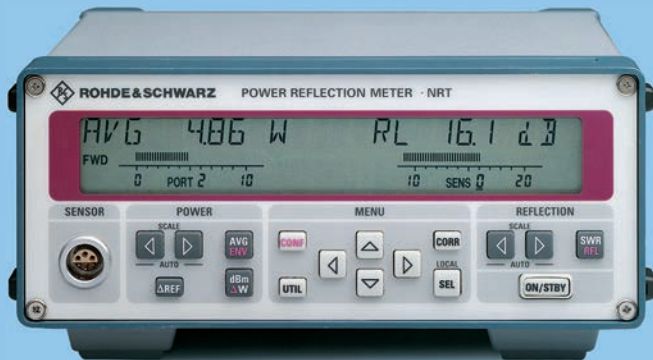 ROHDE&SCHWARZ POWER REFLECTION METER · NRT
AVG 4.86 W RL 16.1 dB
FWD
0 PORT 2 10 10 SENS 0 20
SENSOR POWER MENU REFLECTION
SCALE SCALE
AVG ENV CONF CORR SWR RFL
AUTO LOCAL AUTO
ΔREF dBm ΔW UTIL SEL ON/STBY